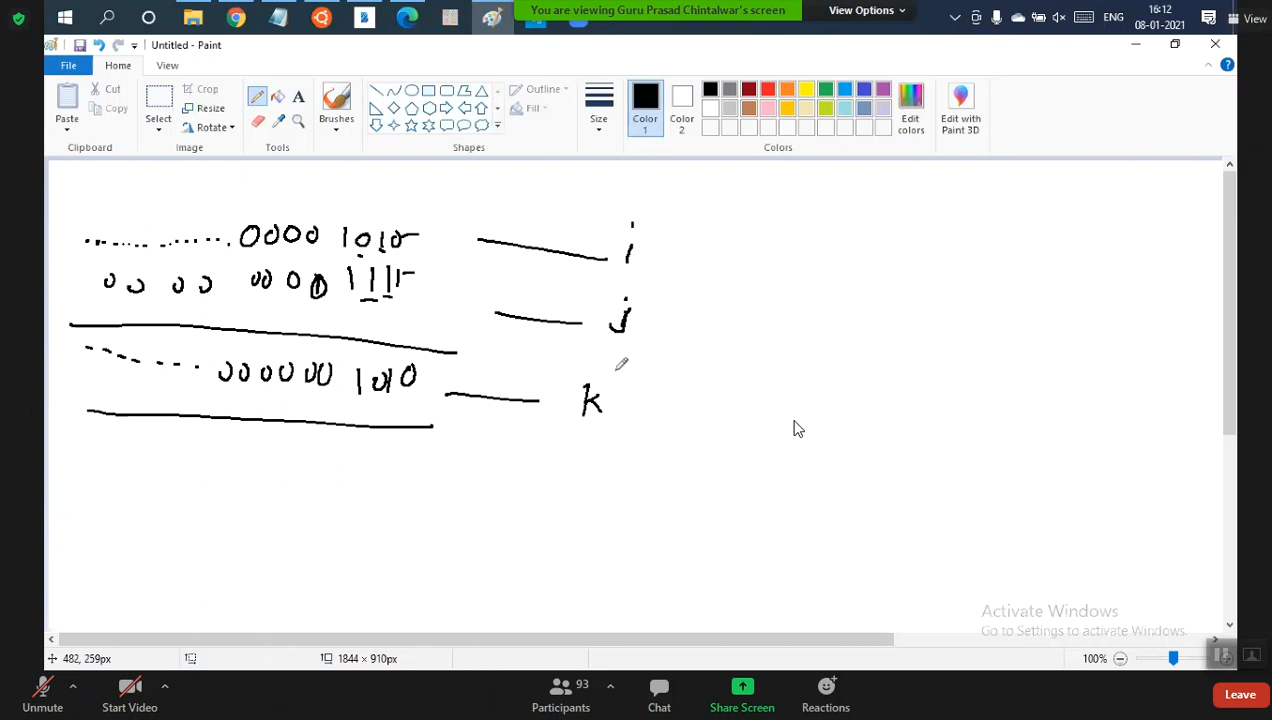 You are viewing Guru Prasad Chintalwar's screen
View Options
ENG
16:12
08-01-2021
View
Untitled - Paint
File
Home
View
Paste
Cut
Copy
Clipboard
Select
Crop
Resize
Rotate
Image
Tools
Brushes
Shapes
Outline
Fill
Size
Color
1
Color
2
Colors
Edit
colors
Edit with
Paint 3D
0000 1010 i
00 00 0000 1111 j
000000 1010 k
Activate Windows
Go to Settings to activate Windows.
482, 259px
1844 × 910px
100%
Unmute
Start Video
93
Participants
Chat
Share Screen
Reactions
Leave